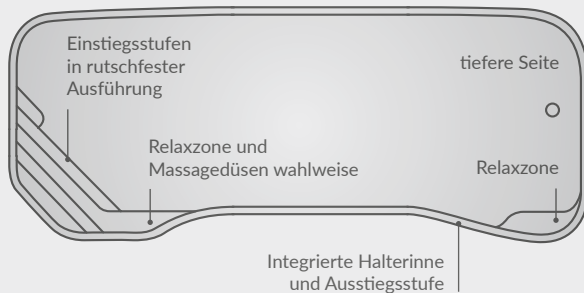 Einstiegsstufen
in rutschfester
Ausführung
tiefere Seite
Relaxzone und
Massagedüsen wahlweise
Relaxzone
Integrierte Halterinne
und Ausstiegsstufe